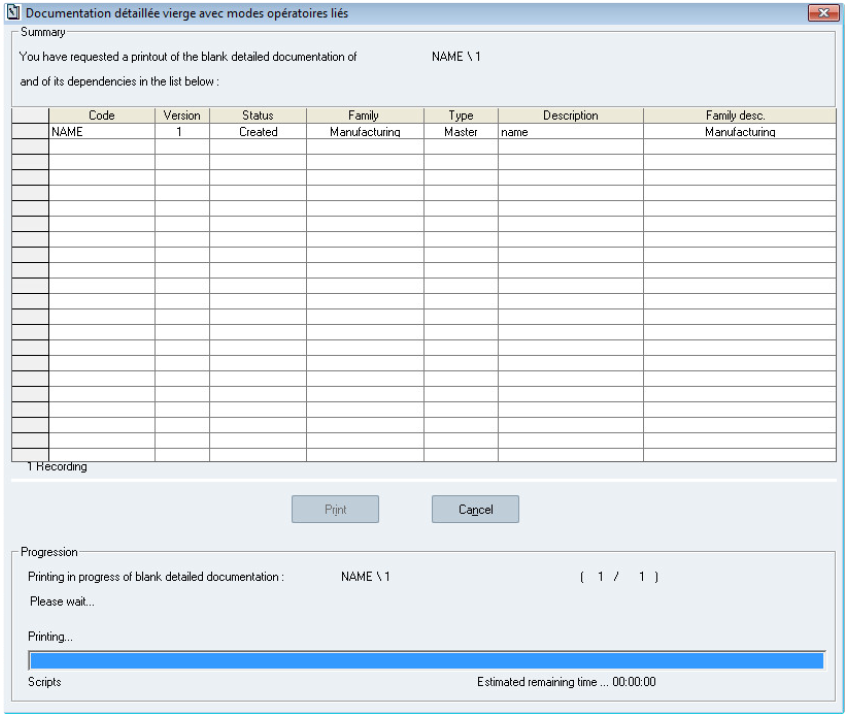 Documentation détaillée vierge avec modes opératoires liés
Summary
You have requested a printout of the blank detailed documentation of NAME \ 1
and of its dependencies in the list below :
Code Version Status Family Type Description Family desc.
NAME 1 Created Manufacturing Master name Manufacturing
1 Recording
Print Cancel
Progression
Printing in progress of blank detailed documentation : NAME \ 1 ( 1 / 1 )
Please wait...
Printing...
Scripts Estimated remaining time ... 00:00:00